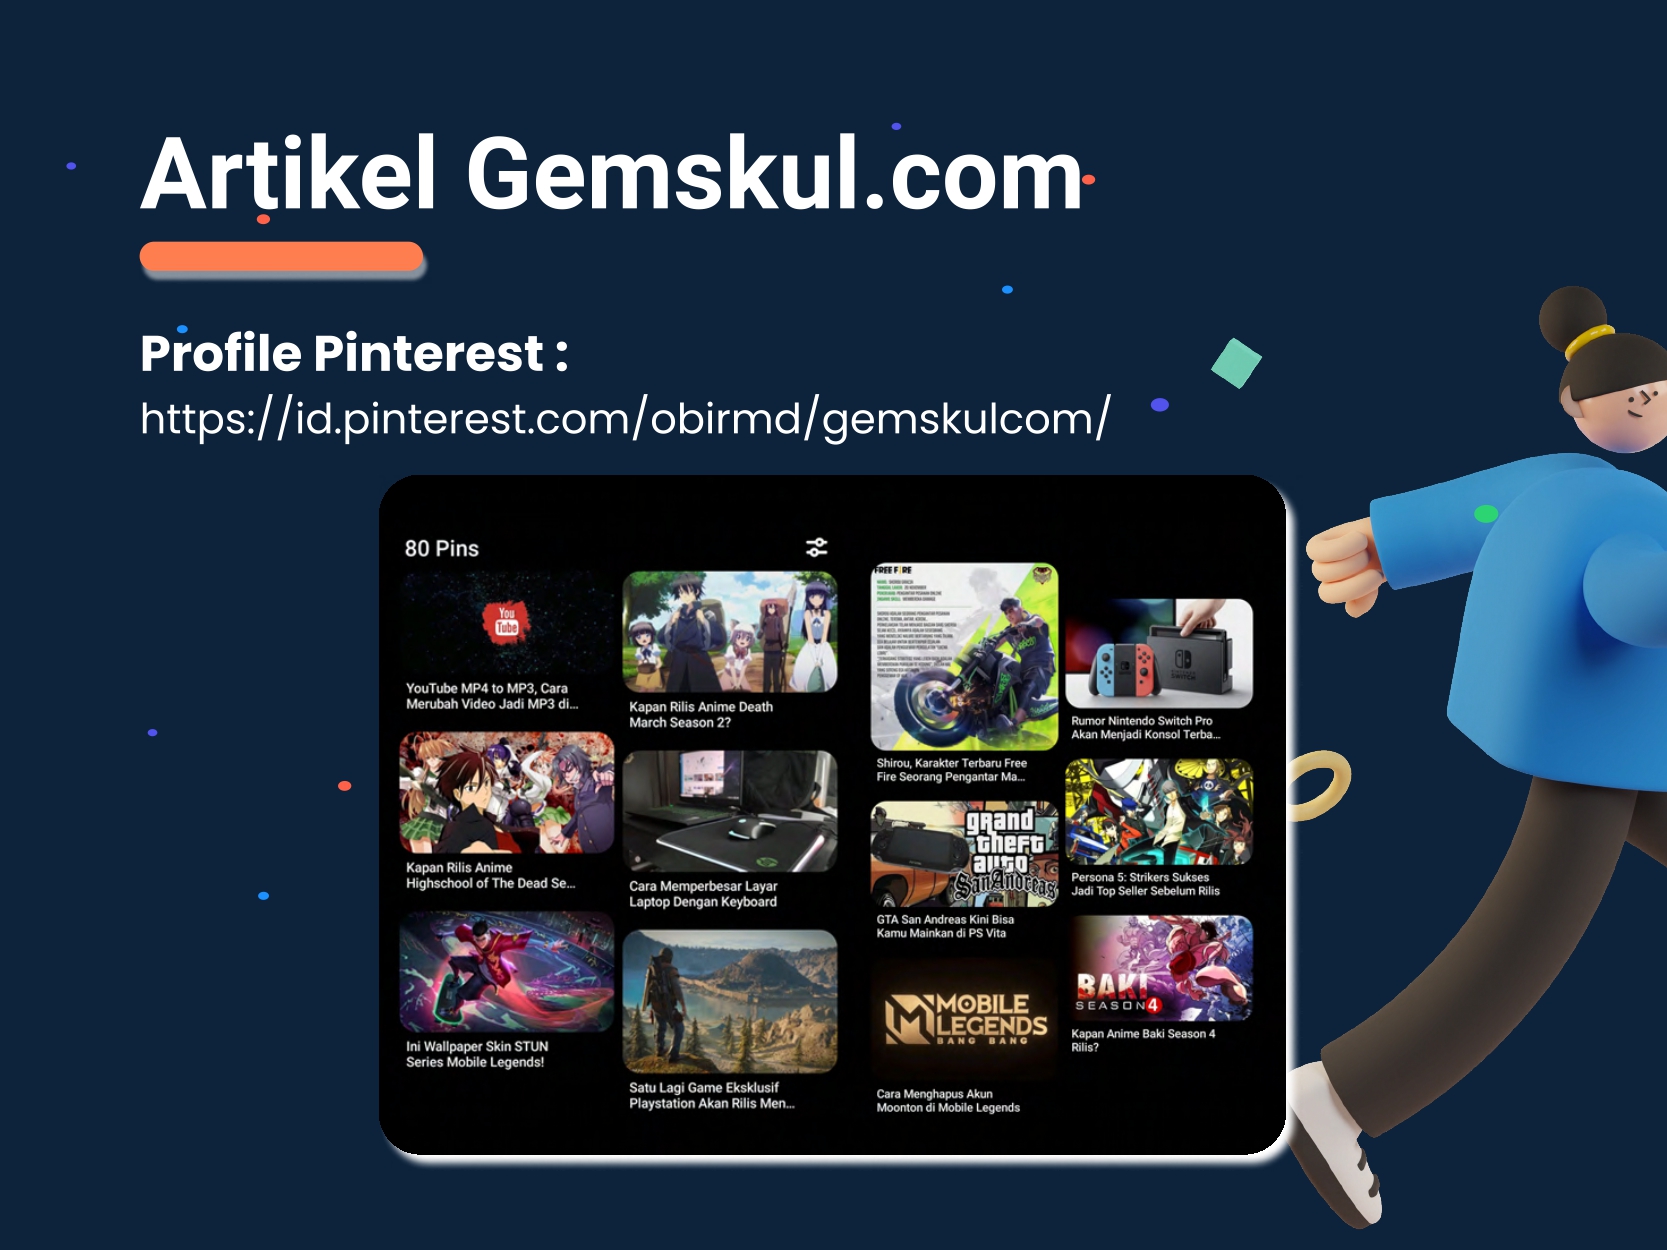 Artikel Gemskul.com
Profile Pinterest :
https://id.pinterest.com/obirmd/gemskulcom/
80 Pins
You
Tube
YouTube MP4 to MP3, Cara
Merubah Video Jadi MP3 di...
Kapan Rilis Anime
Highschool of The Dead Se...
Ini Wallpaper Skin STUN
Series Mobile Legends!
Kapan Rilis Anime Death
March Season 2?
Cara Memperbesar Layar
Laptop Dengan Keyboard
Satu Lagi Game Eksklusif
Playstation Akan Rilis Men...
FREE FIRE
Shirou, Karakter Terbaru Free
Fire Seorang Pengantar Ma...
grand
theft
auto
San Andreas
GTA San Andreas Kini Bisa
Kamu Mainkan di PS Vita
MOBILE
LEGENDS
BANG BANG
Cara Menghapus Akun
Moonton di Mobile Legends
SWITCH
Rumor Nintendo Switch Pro
Akan Menjadi Konsol Terba...
Persona 5: Strikers Sukses
Jadi Top Seller Sebelum Rilis
BAKI
SEASON 4
Kapan Anime Baki Season 4
Rilis?